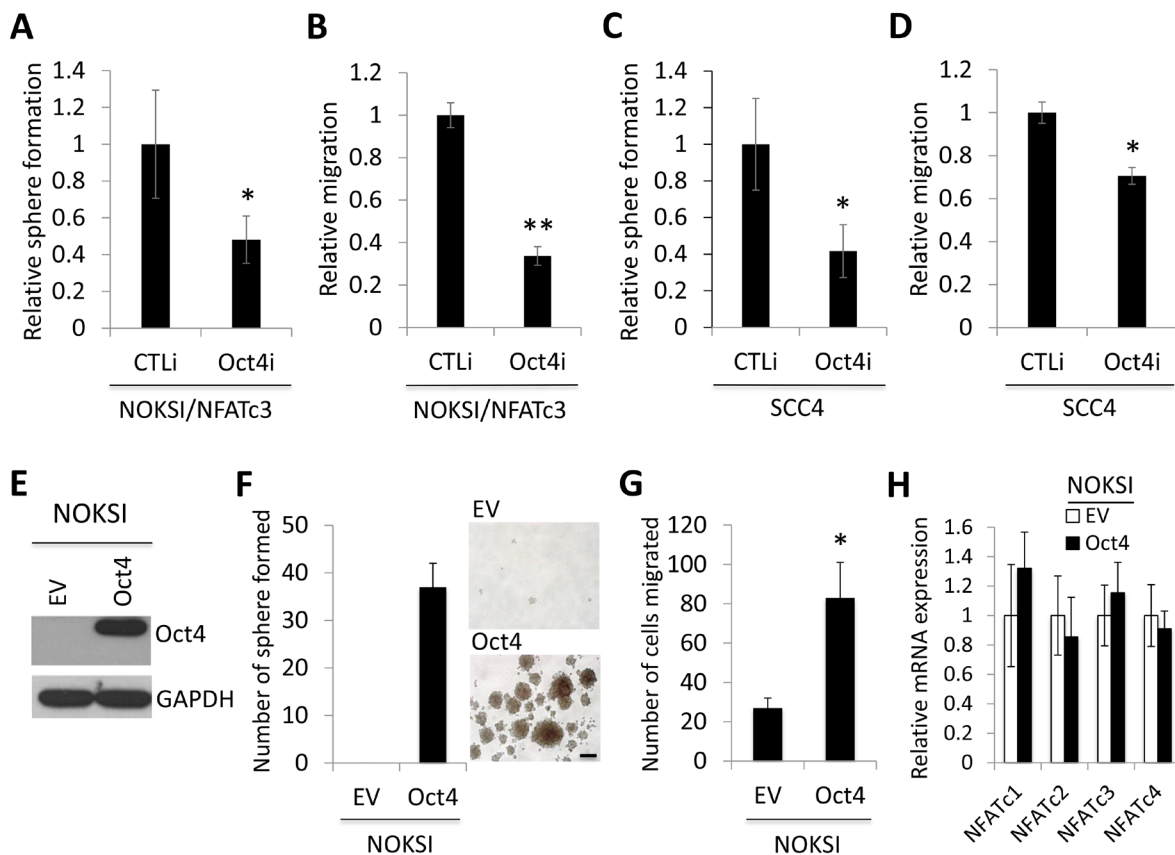 A
Relative sphere formation
1.4
1.2
1
0.8
0.6
0.4
0.2
0
*
CTLi Oct4i
NOKSI/NFATc3
B
Relative migration
1.2
1
0.8
0.6
0.4
0.2
0
**
CTLi Oct4i
NOKSI/NFATc3
C
Relative sphere formation
1.4
1.2
1
0.8
0.6
0.4
0.2
0
*
CTLi Oct4i
SCC4
D
Relative migration
1.2
1
0.8
0.6
0.4
0.2
0
*
CTLi Oct4i
SCC4
E
NOKSI
EV Oct4
Oct4
GAPDH
F
Number of sphere formed
50
40
30
20
10
0
EV Oct4
NOKSI
EV
Oct4
G
Number of cells migrated
120
100
80
60
40
20
0
*
EV Oct4
NOKSI
H
NOKSI
EV
Oct4
Relative mRNA expression
1.6
1.4
1.2
1
0.8
0.6
0.4
0.2
0
NFATc1 NFATc2 NFATc3 NFATc4